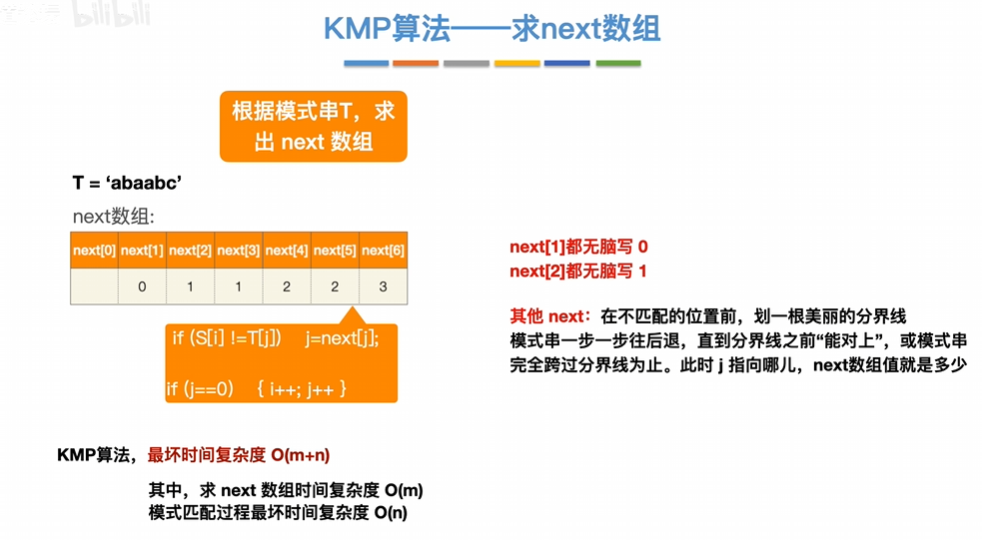 bilibili
KMP算法——求next数组
根据模式串T，求
出 next 数组
T = ‘abaabc’
next数组:
next[0] next[1] next[2] next[3] next[4] next[5] next[6]
0 1 1 2 2 3
if (S[i] !=T[j]) j=next[j];
if (j==0) { i++; j++ }
next[1]都无脑写 0
next[2]都无脑写 1
其他 next：在不匹配的位置前，划一根美丽的分界线
模式串一步一步往后退，直到分界线之前“能对上”，或模式串
完全跨过分界线为止。此时 j 指向哪儿，next数组值就是多少
KMP算法，最坏时间复杂度 O(m+n)
其中，求 next 数组时间复杂度 O(m)
模式匹配过程最坏时间复杂度 O(n)